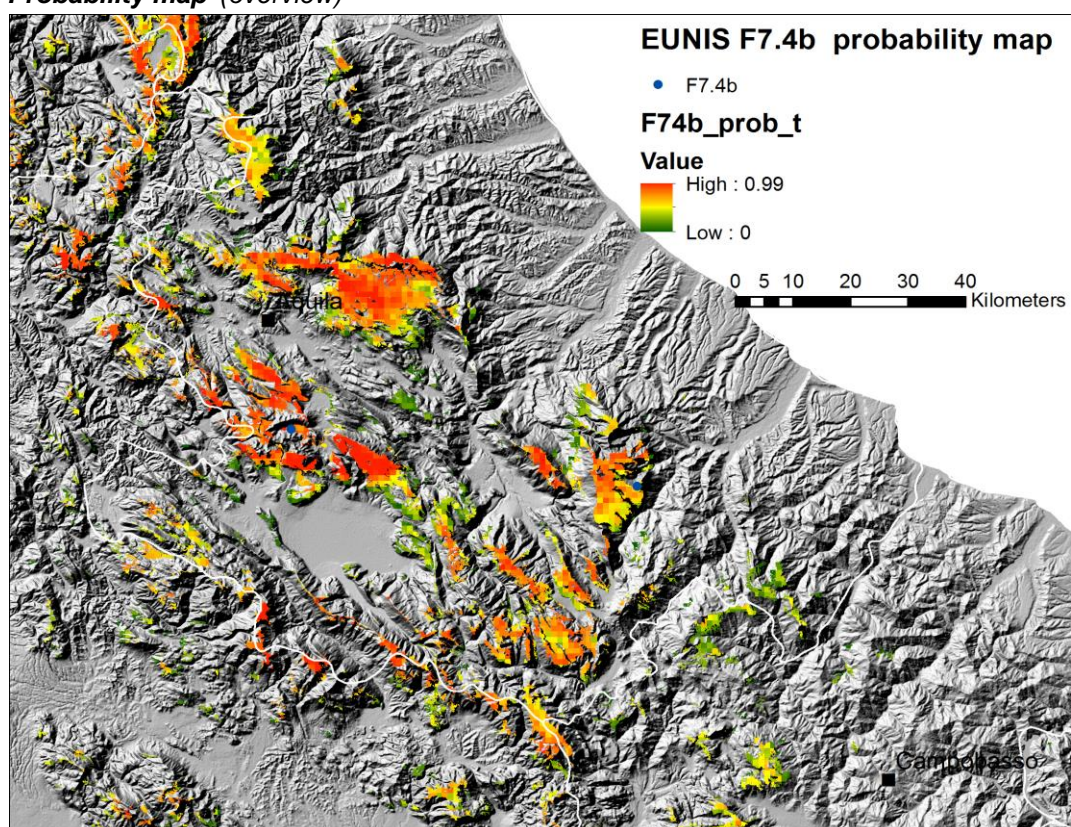 Probability map (overview)
EUNIS F7.4b probability map
F7.4b
F74b_prob_t
Value
High : 0.99
Low : 0
0 5 10 20 30 40
Kilometers
Aquila
Campobasso